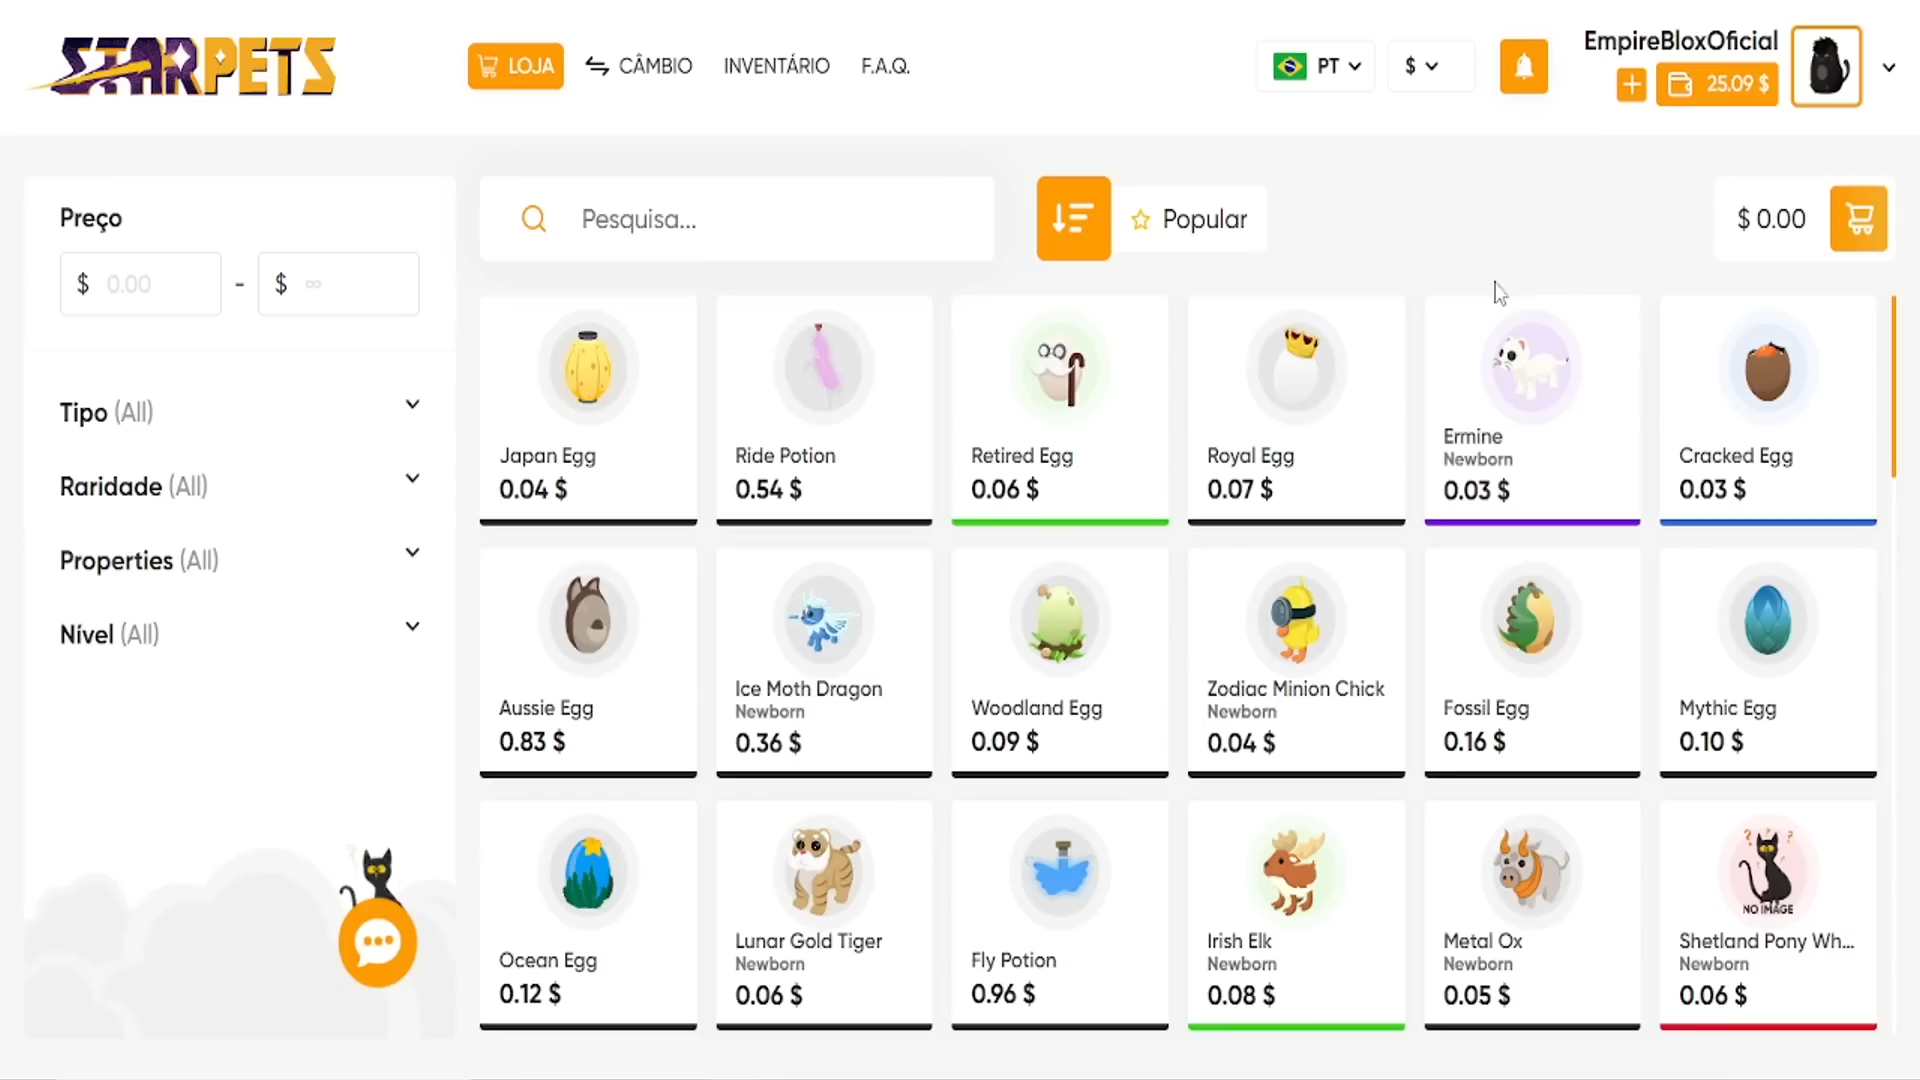 STARPETS
LOJA
CÂMBIO
INVENTÁRIO
F.A.Q.
PT
$
EmpireBloxOficial
25.09 $
Preço
$ 0.00 - $ ∞
Tipo (All)
Raridade (All)
Properties (All)
Nível (All)
Pesquisa...
Popular
$ 0.00
Japan Egg
0.04 $
Ride Potion
0.54 $
Retired Egg
0.06 $
Royal Egg
0.07 $
Ermine
Newborn
0.03 $
Cracked Egg
0.03 $
Aussie Egg
0.83 $
Ice Moth Dragon
Newborn
0.36 $
Woodland Egg
0.09 $
Zodiac Minion Chick
Newborn
0.04 $
Fossil Egg
0.16 $
Mythic Egg
0.10 $
Ocean Egg
0.12 $
Lunar Gold Tiger
Newborn
0.06 $
Fly Potion
0.96 $
Irish Elk
Newborn
0.08 $
Metal Ox
Newborn
0.05 $
NO IMAGE
Shetland Pony Wh...
Newborn
0.06 $